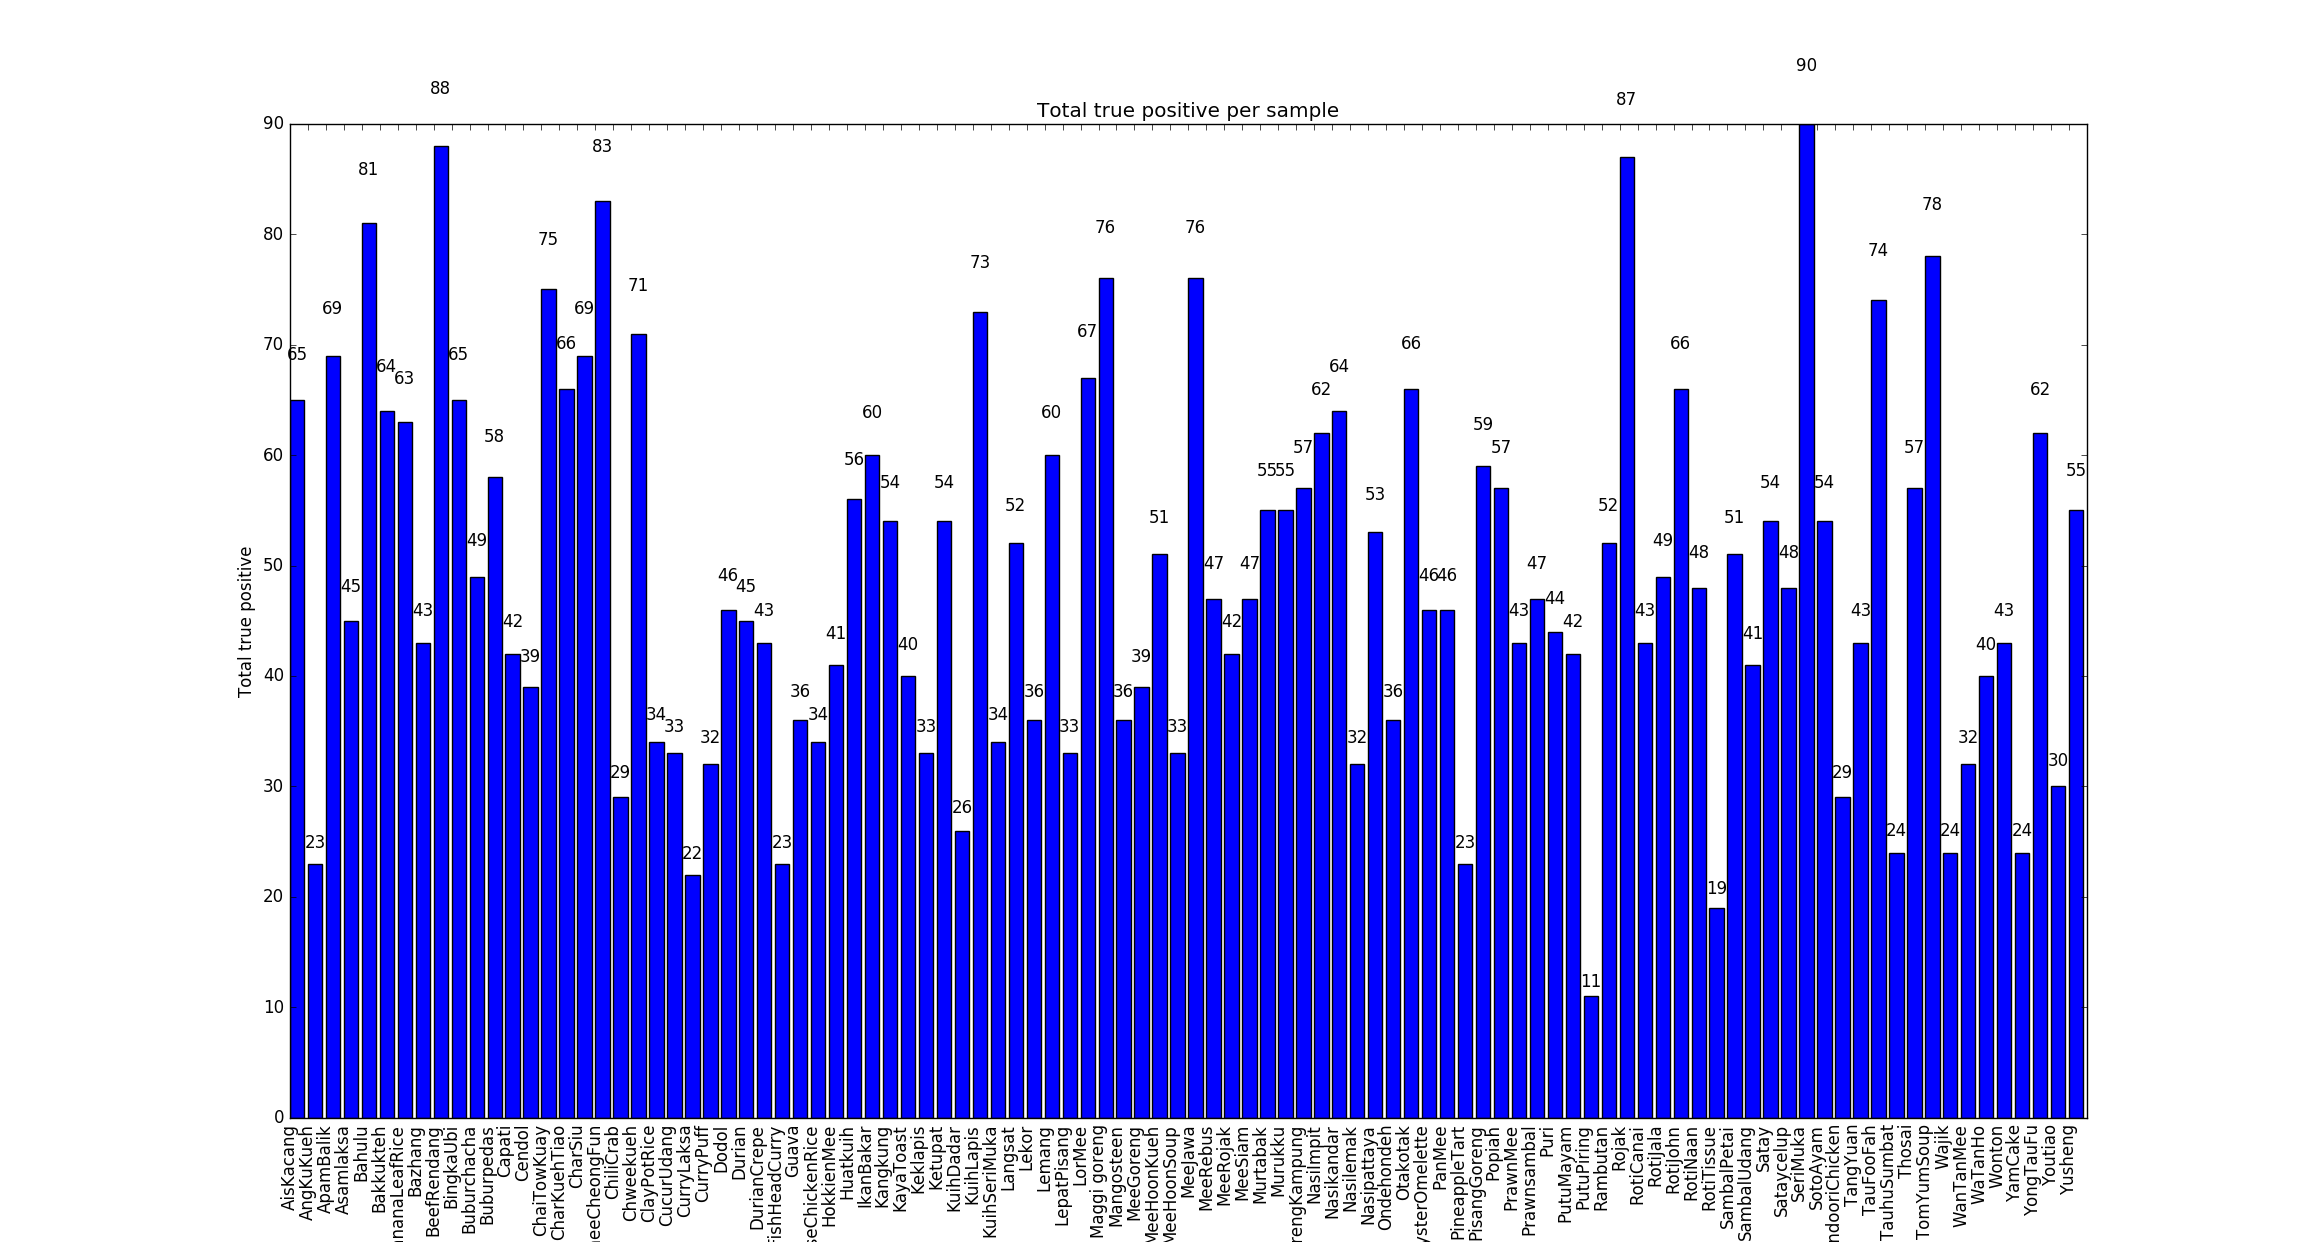 Total true positive per sample
Total true positive
90
80
70
60
50
40
30
20
10
0
65
23
69
45
81
64
63
43
88
65
49
58
42
39
75
66
69
83
29
71
34
33
22
32
46
45
43
23
36
34
41
56
60
54
40
33
54
26
73
34
52
36
60
33
67
76
36
39
51
33
76
47
42
47
55
55
57
62
64
32
53
36
66
46
46
23
59
57
43
47
44
42
11
52
87
43
49
66
48
19
51
41
54
48
90
54
29
43
74
24
57
78
24
32
40
43
24
62
30
55
AisKacang
AngKuKueh
ApamBalik
Asamlaksa
Bahulu
Bakkukteh
nanaLeafRice
Bazhang
BeefRendang
BingkaUbi
Buburchacha
Buburpedas
Capati
Cendol
ChaiTowKuay
CharKuehTiao
CharSiu
eeCheongFun
ChiliCrab
Chweekueh
ClayPotRice
CucurUdang
CurryLaksa
CurryPuff
Dodol
Durian
DurianCrepe
FishHeadCurry
Guava
seChickenRice
HokkienMee
Huatkuih
IkanBakar
Kangkung
KayaToast
Keklapis
Ketupat
KuihDadar
KuihLapis
KuihSeriMuka
Langsat
Lekor
Lemang
LepatPisang
LorMee
Maggi goreng
Mangosteen
MeeGoreng
MeeHoonKueh
MeeHoonSoup
MeeJawa
MeeRebus
MeeRojak
MeeSiam
Murtabak
Murukku
rengKampung
NasiImpit
Nasikandar
Nasilemak
Nasipattaya
Ondehondeh
Otakotak
ysterOmelette
PanMee
PineappleTart
PisangGoreng
Popiah
PrawnMee
Prawnsambal
Puri
PutuMayam
PutuPiring
Rambutan
Rojak
RotiCanai
RotiJala
RotiJohn
RotiNaan
RotiTissue
SambalPetai
SambalUdang
Satay
Sataycelup
SeriMuka
SotoAyam
ndooriChicken
TangYuan
TauFooFah
TauhuSumbat
Thosai
TomYumSoup
Wajik
WanTanMee
WaTanHo
Wonton
YamCake
YongTauFu
Youtiao
Yusheng